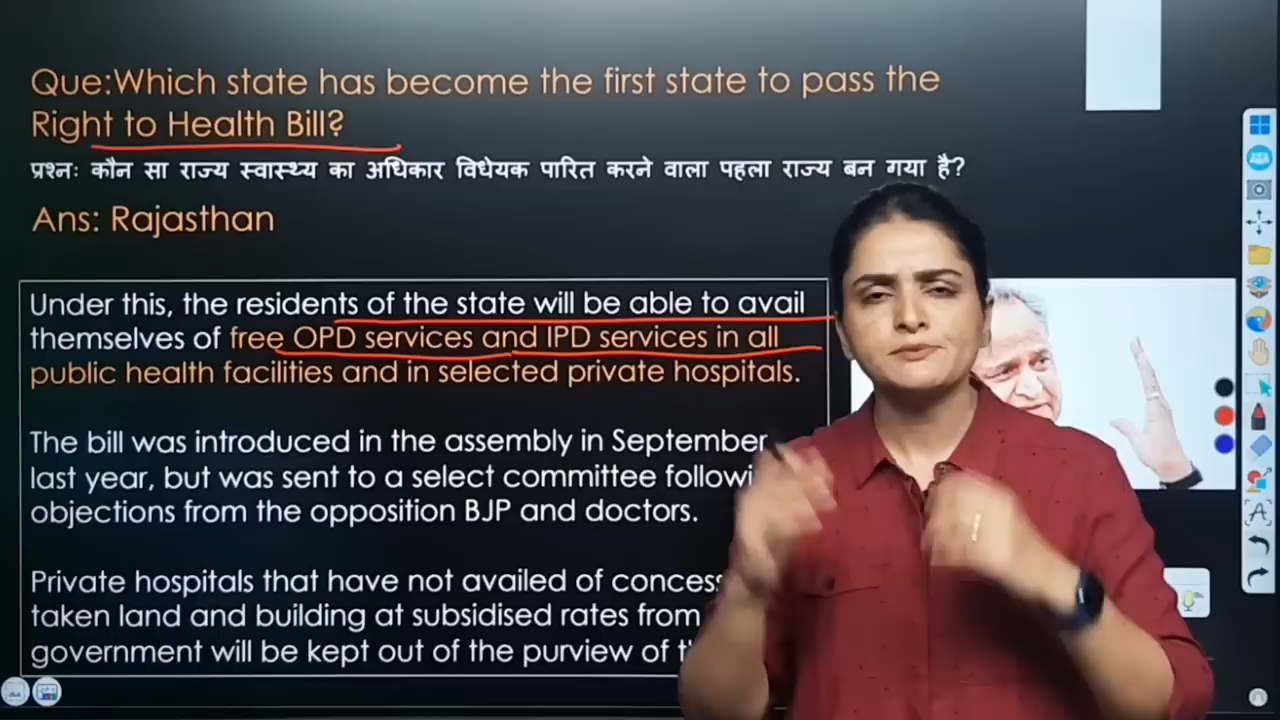 Que:Which state has become the first state to pass the
Right to Health Bill?
प्रश्नः कौन सा राज्य स्वास्थ्य का अधिकार विधेयक पारित करने वाला पहला राज्य बन गया है?
Ans: Rajasthan
Under this, the residents of the state will be able to avail
themselves of free OPD services and IPD services in all
public health facilities and in selected private hospitals.
The bill was introduced in the assembly in September
last year, but was sent to a select committee
objections from the opposition BJP and doctors.
Private hospitals that have not availed of
taken land and building at subsidised rates from
government will be kept out of the purview of